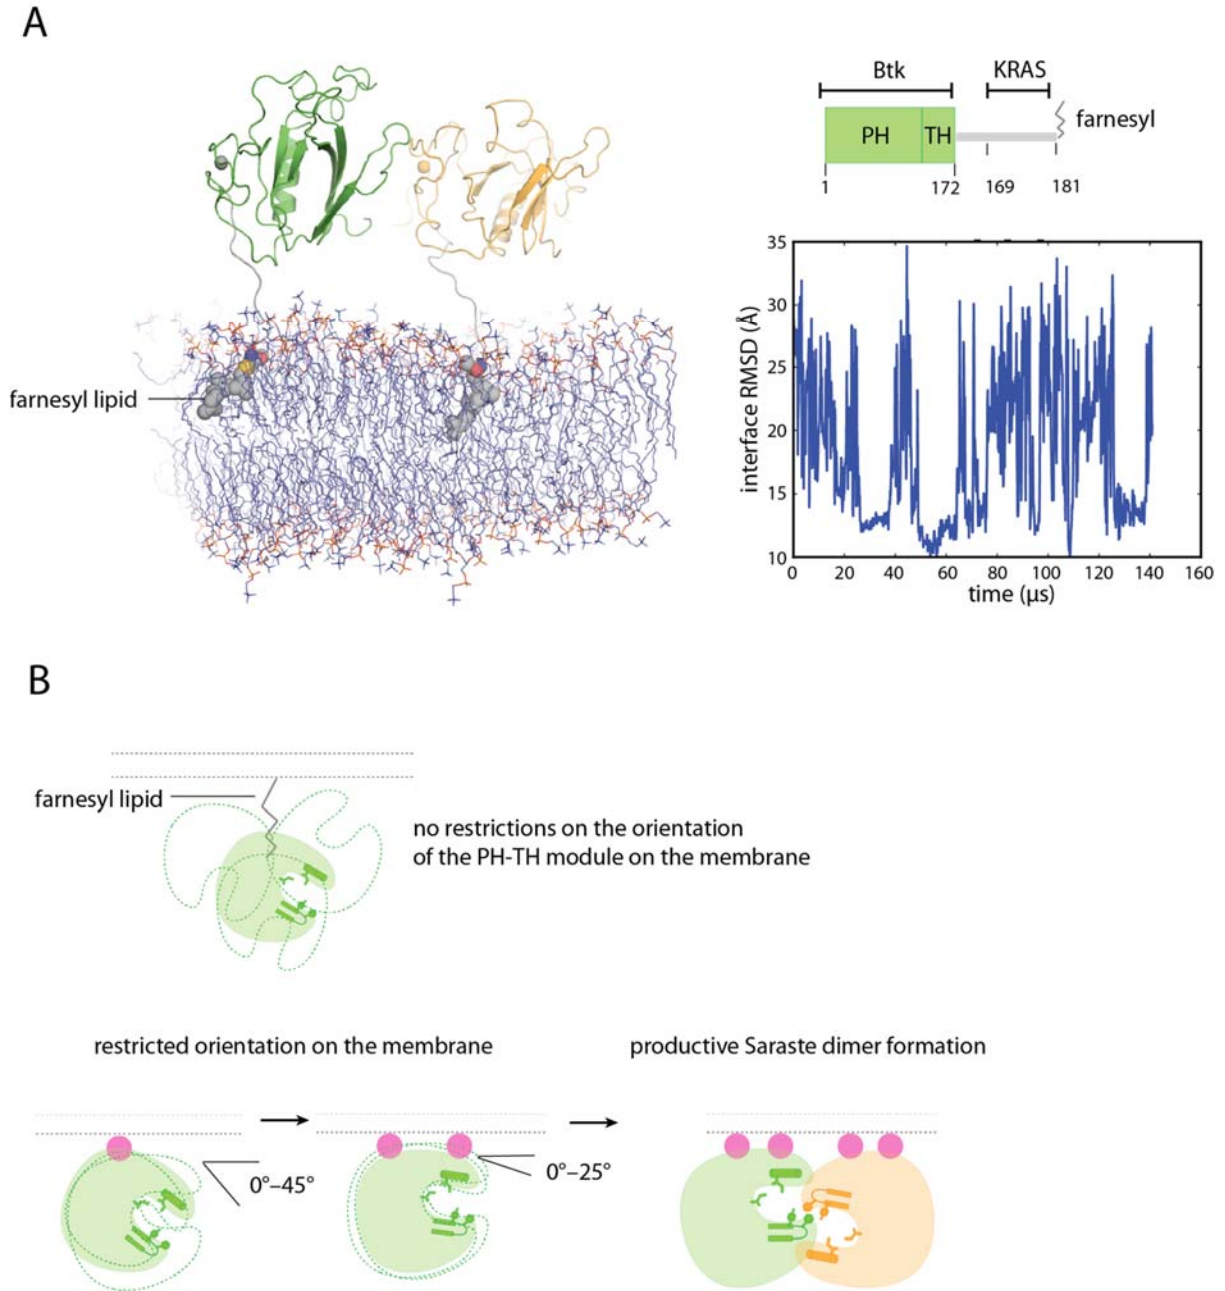 A
Btk
KRAS
PH
TH
farnesyl
1
172
169
181
farnesyl lipid
35
30
25
20
15
10
interface RMSD (Å)
0
20
40
60
80
100
120
140
160
time (μs)
B
farnesyl lipid
no restrictions on the orientation
of the PH-TH module on the membrane
restricted orientation on the membrane
productive Saraste dimer formation
0°–45°
0°–25°